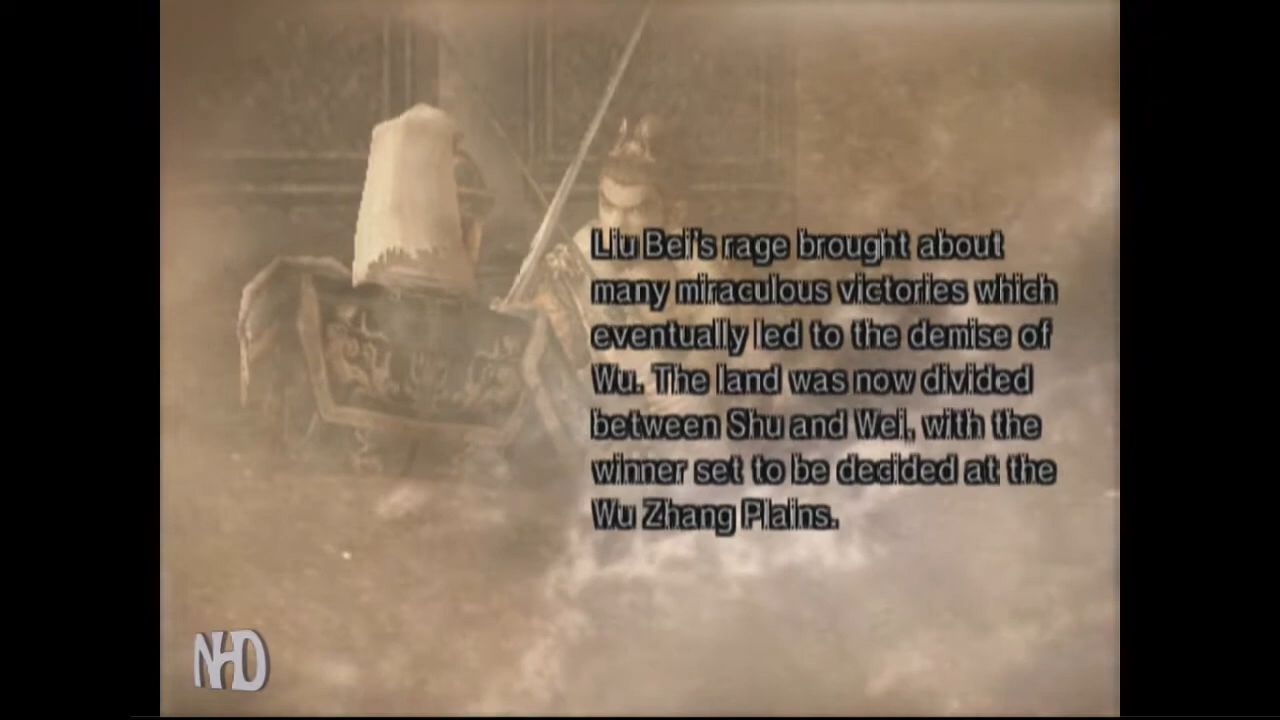 Liu Bei's rage brought about
many miraculous victories which
eventually led to the demise of
Wu. The land was now divided
between Shu and Wei, with the
winner set to be decided at the
Wu Zhang Plains.
NHD